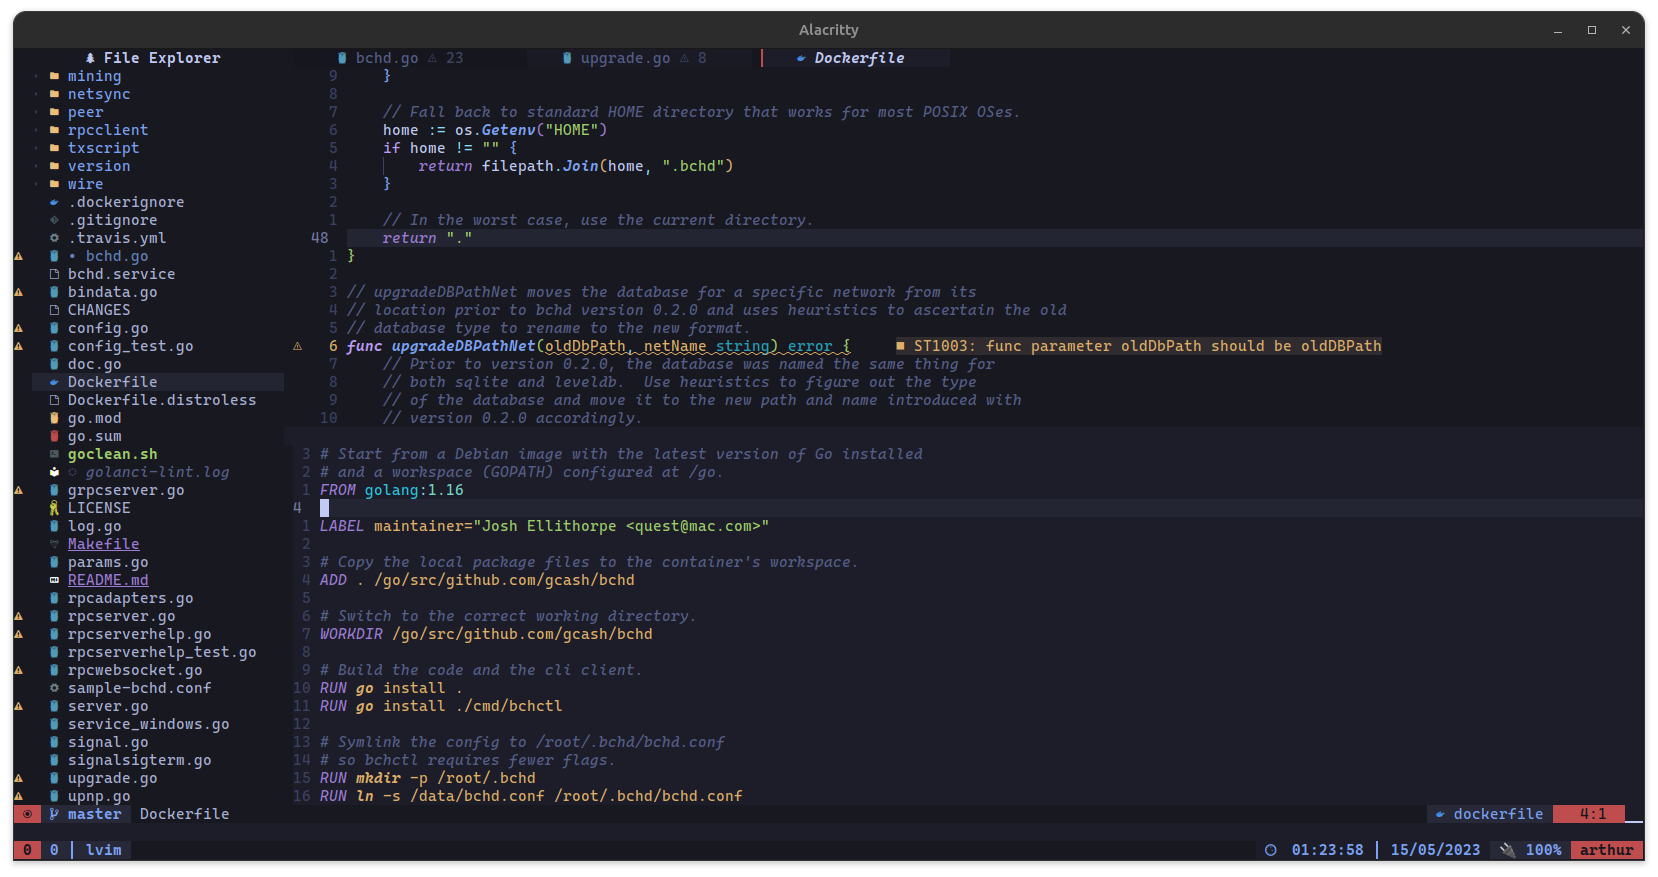 Alacritty
File Explorer
bchd.go 23
upgrade.go 8
Dockerfile
mining
netsync
peer
rpcclient
txscript
version
wire
.dockerignore
.gitignore
.travis.yml
bchd.go
bchd.service
bindata.go
CHANGES
config.go
config_test.go
doc.go
Dockerfile
Dockerfile.distroless
go.mod
go.sum
goclean.sh
golanci-lint.log
grpcserver.go
LICENSE
log.go
Makefile
params.go
README.md
rpcadapters.go
rpcserver.go
rpcserverhelp.go
rpcserverhelp_test.go
rpcwebsocket.go
sample-bchd.conf
server.go
service_windows.go
signal.go
signalsigterm.go
upgrade.go
upnp.go
9 }
8
7 // Fall back to standard HOME directory that works for most POSIX OSes.
6 home := os.Getenv("HOME")
5 if home != "" {
4 return filepath.Join(home, ".bchd")
3 }
2
1 // In the worst case, use the current directory.
48 return "."
1 }
2
3 // upgradeDBPathNet moves the database for a specific network from its
4 // location prior to bchd version 0.2.0 and uses heuristics to ascertain the old
5 // database type to rename to the new format.
6 func upgradeDBPathNet(oldDbPath, netName string) error { ■ ST1003: func parameter oldDbPath should be oldDBPath
7 // Prior to version 0.2.0, the database was named the same thing for
8 // both sqlite and leveldb.  Use heuristics to figure out the type
9 // of the database and move it to the new path and name introduced with
10 // version 0.2.0 accordingly.
3 # Start from a Debian image with the latest version of Go installed
2 # and a workspace (GOPATH) configured at /go.
1 FROM golang:1.16
4
1 LABEL maintainer="Josh Ellithorpe <quest@mac.com>"
2
3 # Copy the local package files to the container's workspace.
4 ADD . /go/src/github.com/gcash/bchd
5
6 # Switch to the correct working directory.
7 WORKDIR /go/src/github.com/gcash/bchd
8
9 # Build the code and the cli client.
10 RUN go install .
11 RUN go install ./cmd/bchctl
12
13 # Symlink the config to /root/.bchd/bchd.conf
14 # so bchctl requires fewer flags.
15 RUN mkdir -p /root/.bchd
16 RUN ln -s /data/bchd.conf /root/.bchd/bchd.conf
master Dockerfile
dockerfile 4:1
0 0 lvim
01:23:58 15/05/2023 100% arthur